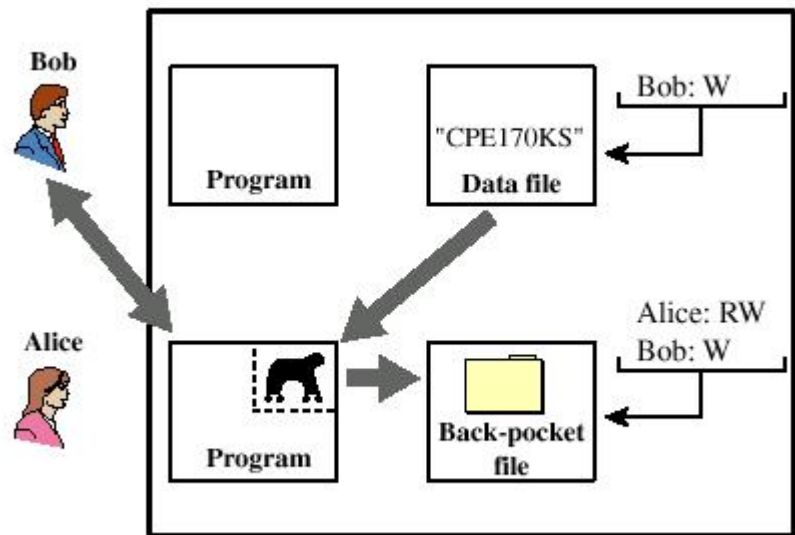 Bob
Bob: W
"CPE170KS"
Program
Data file
Alice
Alice: RW
Bob: W
Program
Back-pocket
file